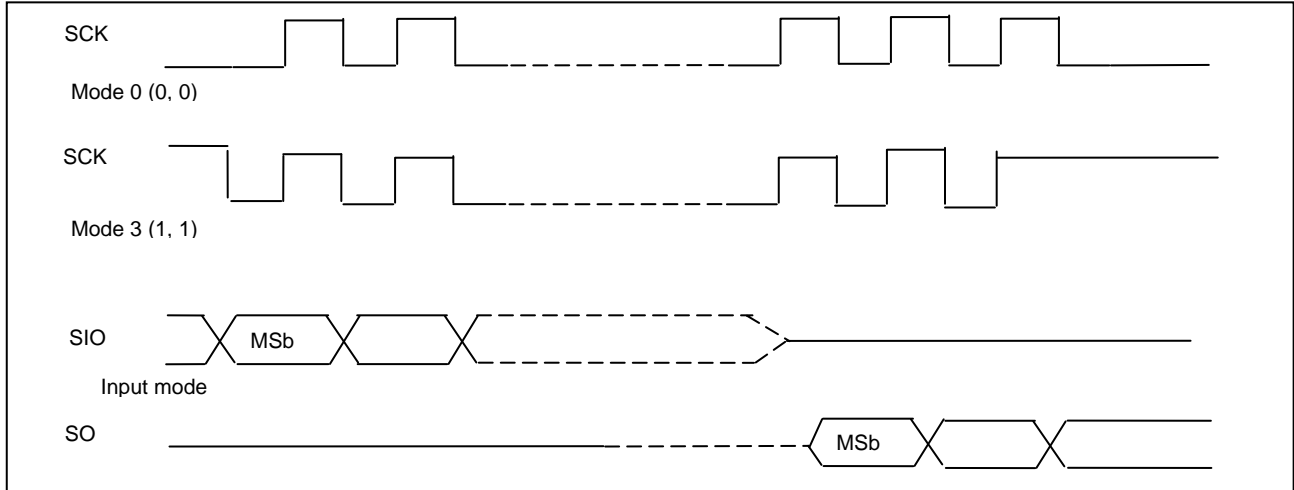 SCK
Mode 0 (0, 0)
SCK
Mode 3 (1, 1)
SIO
MSb
Input mode
SO
MSb